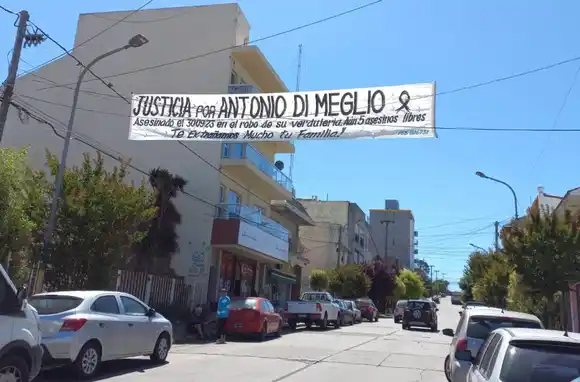 JUSTICIA POR ANTONIO DI MEGLIO
Asesinado el 300923 en el robo de su verdulería. Aún 5 asesinos libres
Te Extrañamos Mucho tu Familia!!